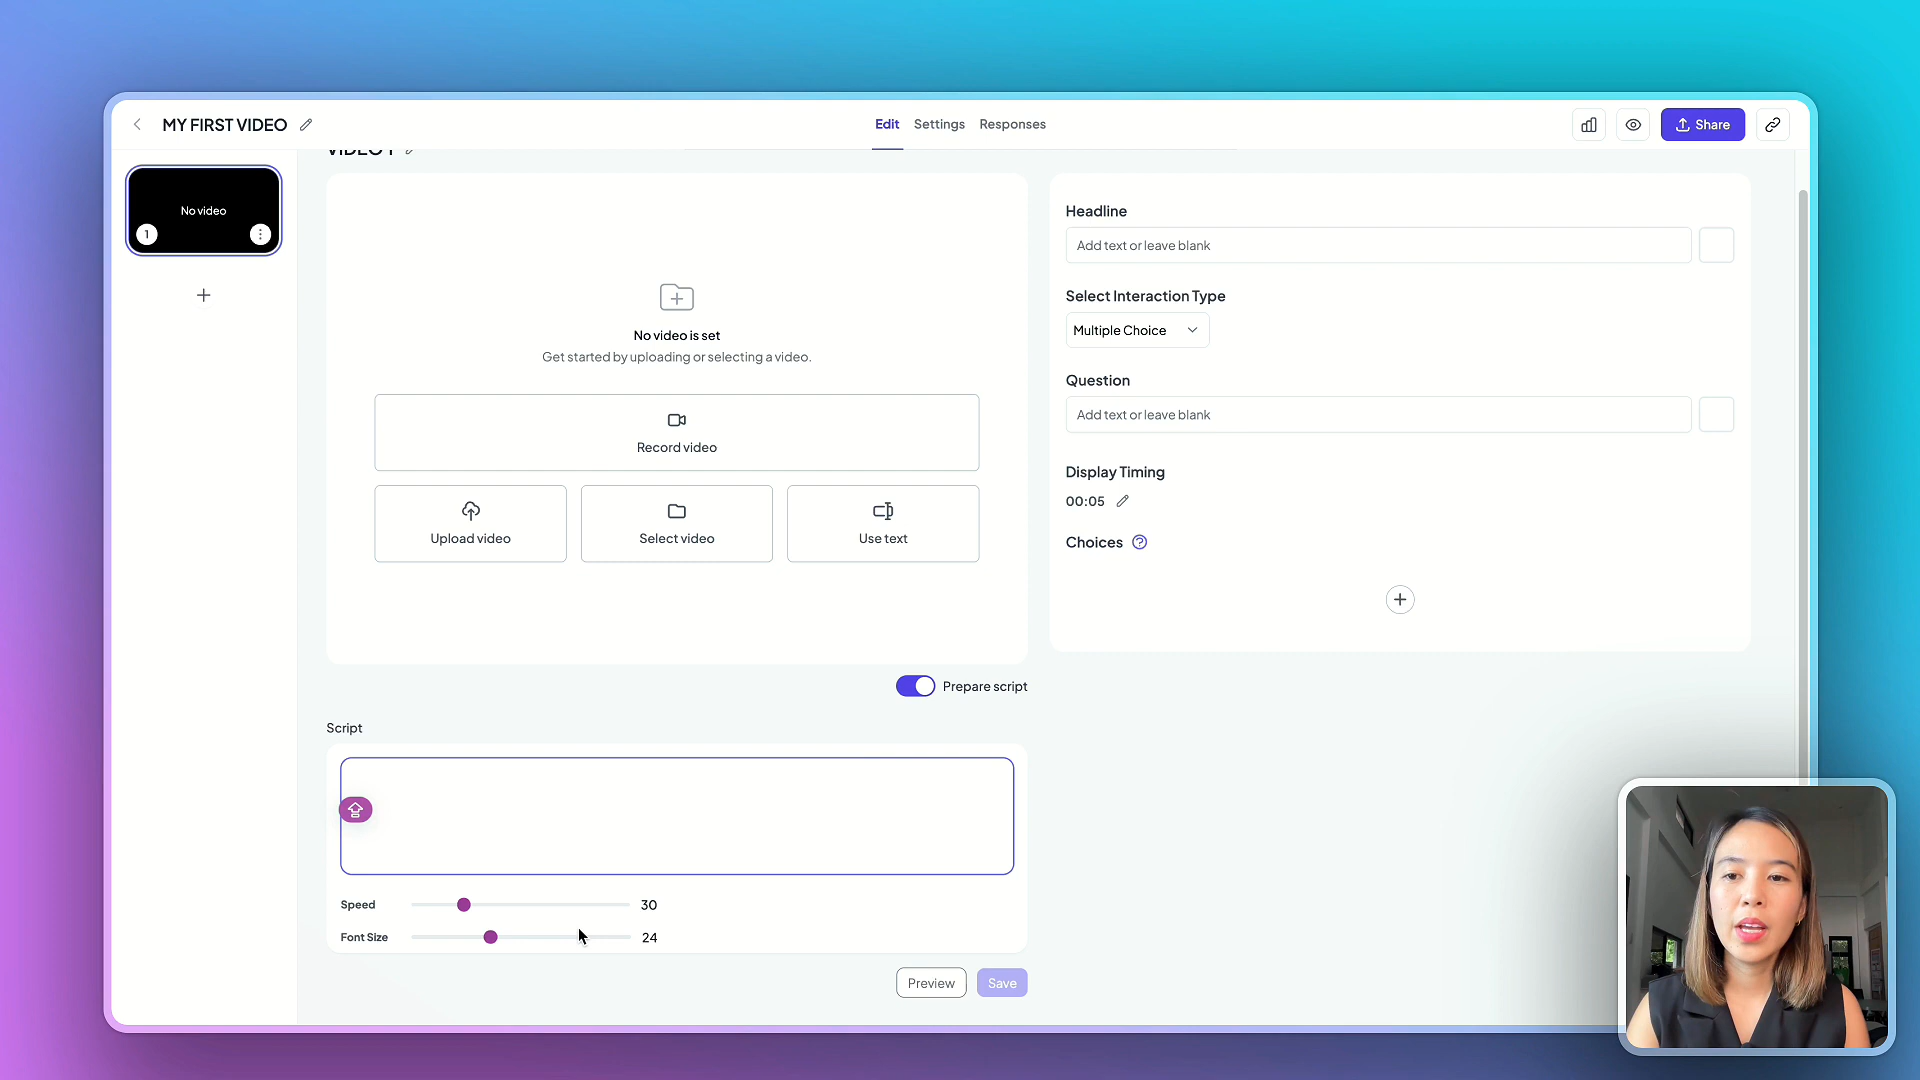 MY FIRST VIDEO
Edit Settings Responses
Share
VIDEO 1
No video
1
No video is set
Get started by uploading or selecting a video.
Record video
Upload video
Select video
Use text
Prepare script
Script
Speed 30
Font Size 24
Preview Save
Headline
Add text or leave blank
Select Interaction Type
Multiple Choice
Question
Add text or leave blank
Display Timing
00:05
Choices